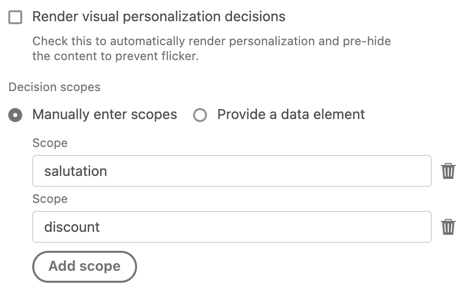 Render visual personalization decisions
Check this to automatically render personalization and pre-hide
the content to prevent flicker.
Decision scopes
Manually enter scopes Provide a data element
Scope
salutation
Scope
discount
Add scope